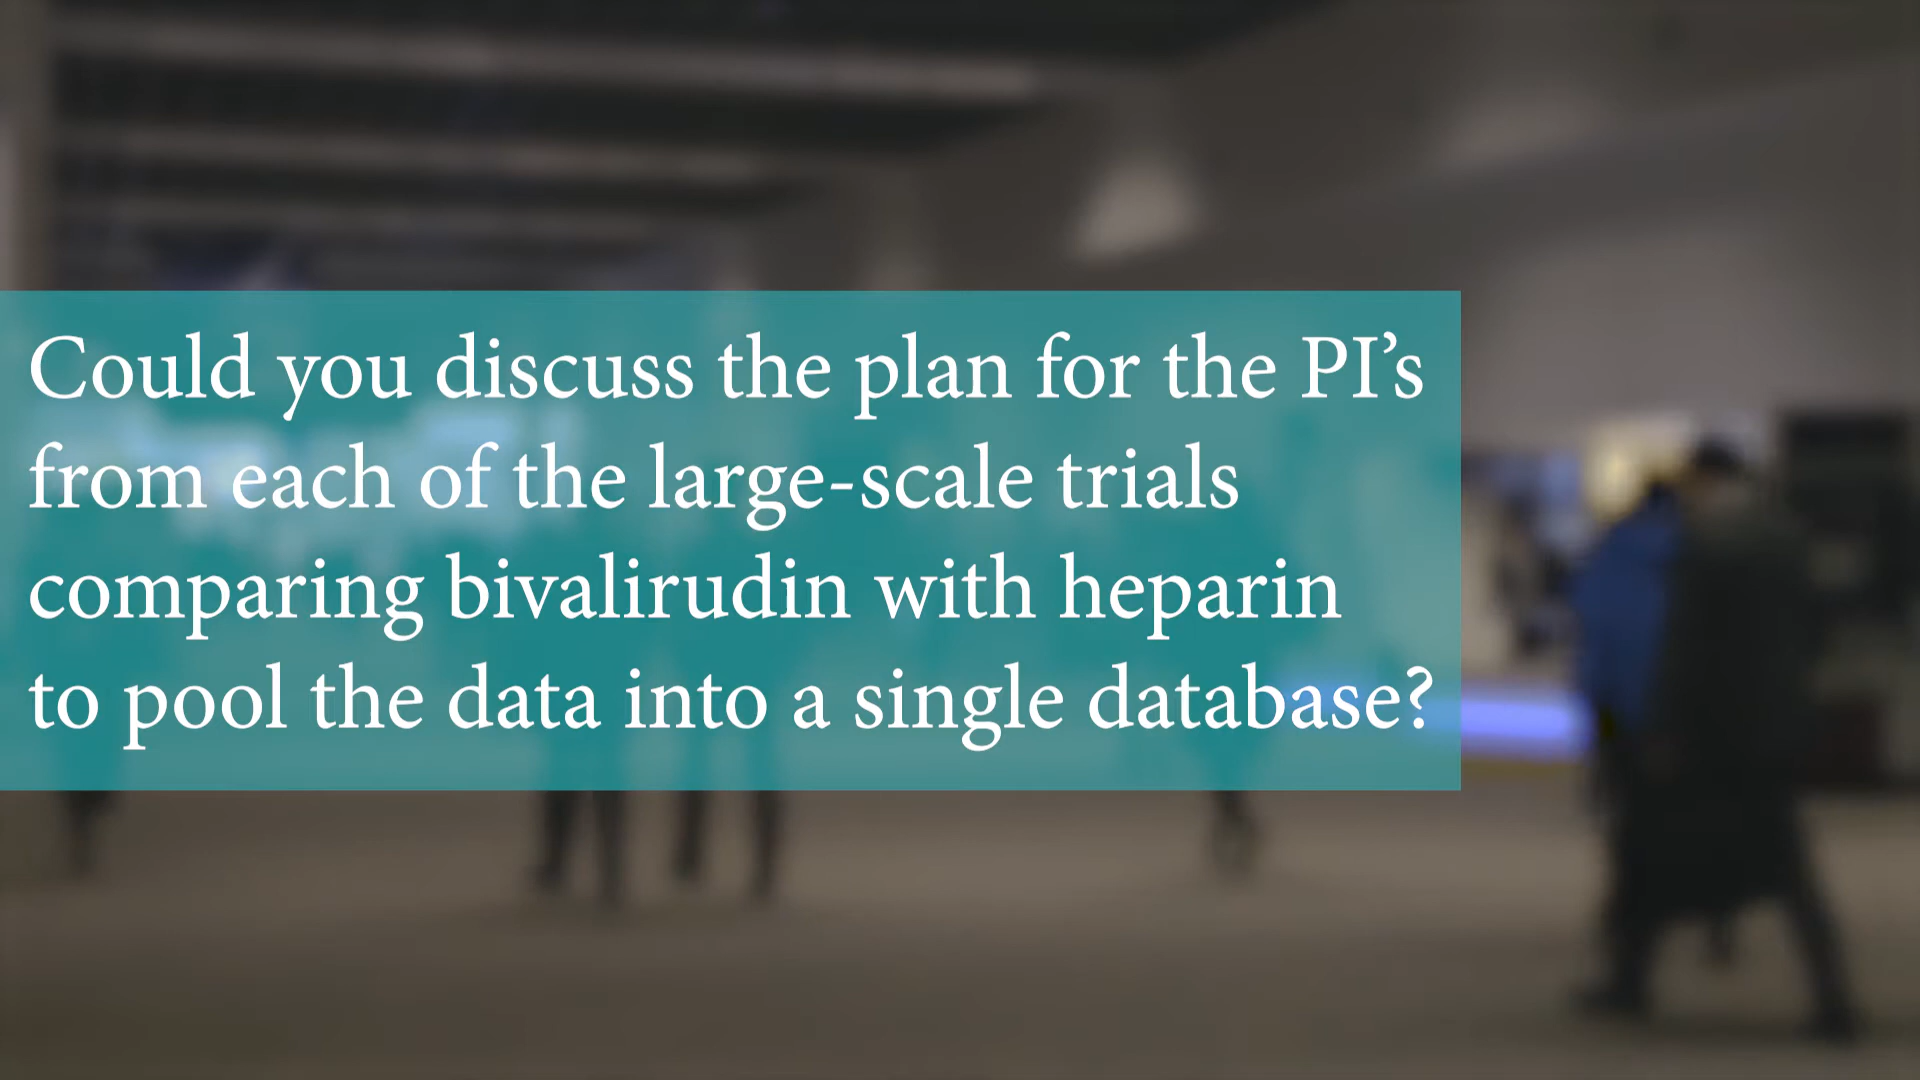 Could you discuss the plan for the PI’s
from each of the large-scale trials
comparing bivalirudin with heparin
to pool the data into a single database?